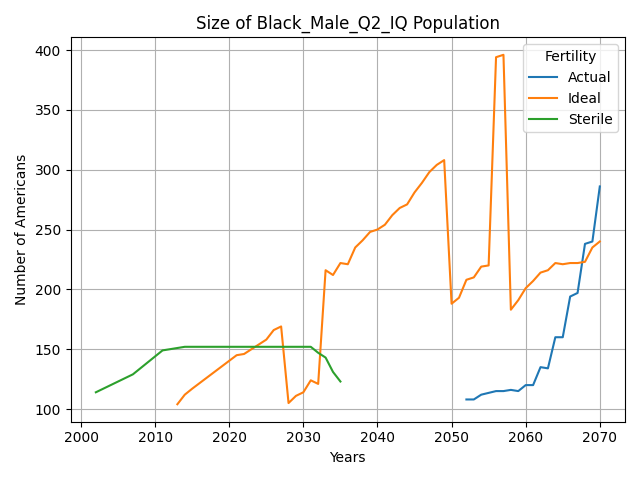 Size of Black_Male_Q2_IQ Population
Fertility
Actual
Ideal
Sterile
Number of Americans
400
350
300
250
200
150
100
2000 2010 2020 2030 2040 2050 2060 2070
Years